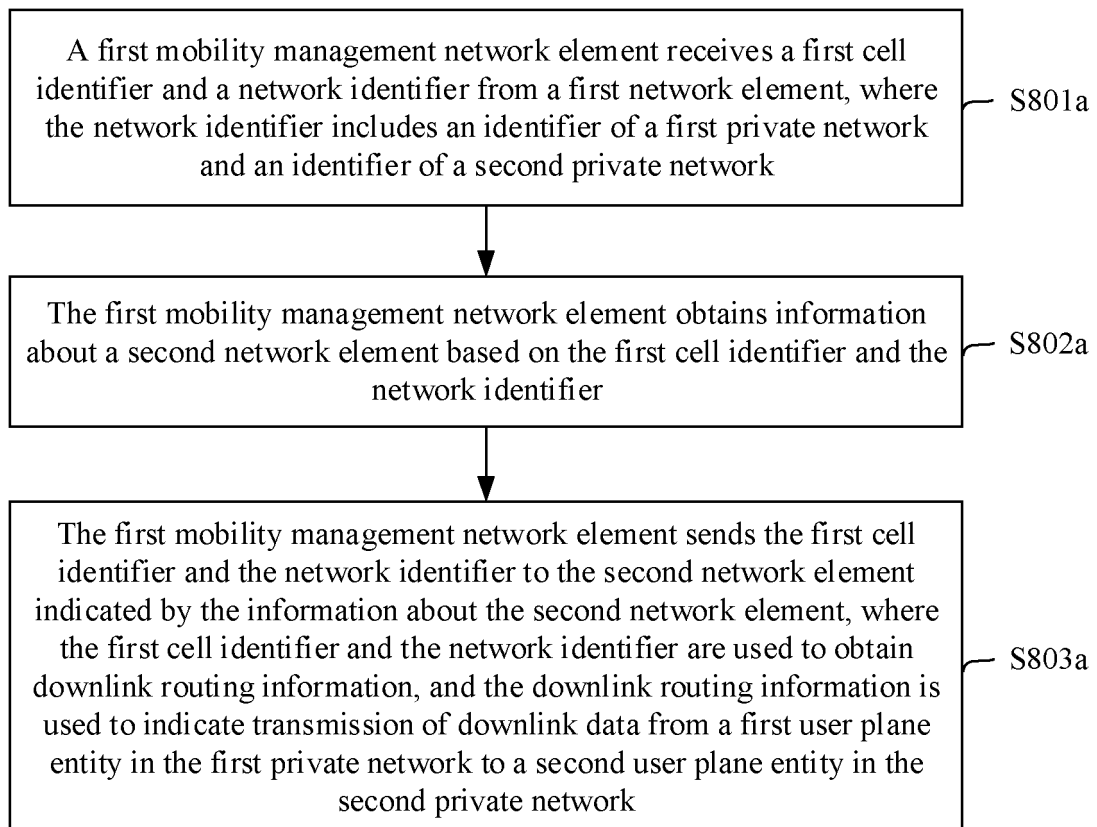 A first mobility management network element receives a first cell
identifier and a network identifier from a first network element, where
the network identifier includes an identifier of a first private network
and an identifier of a second private network
S801a
The first mobility management network element obtains information
about a second network element based on the first cell identifier and the
network identifier
S802a
The first mobility management network element sends the first cell
identifier and the network identifier to the second network element
indicated by the information about the second network element, where
the first cell identifier and the network identifier are used to obtain
downlink routing information, and the downlink routing information is
used to indicate transmission of downlink data from a first user plane
entity in the first private network to a second user plane entity in the
second private network
S803a